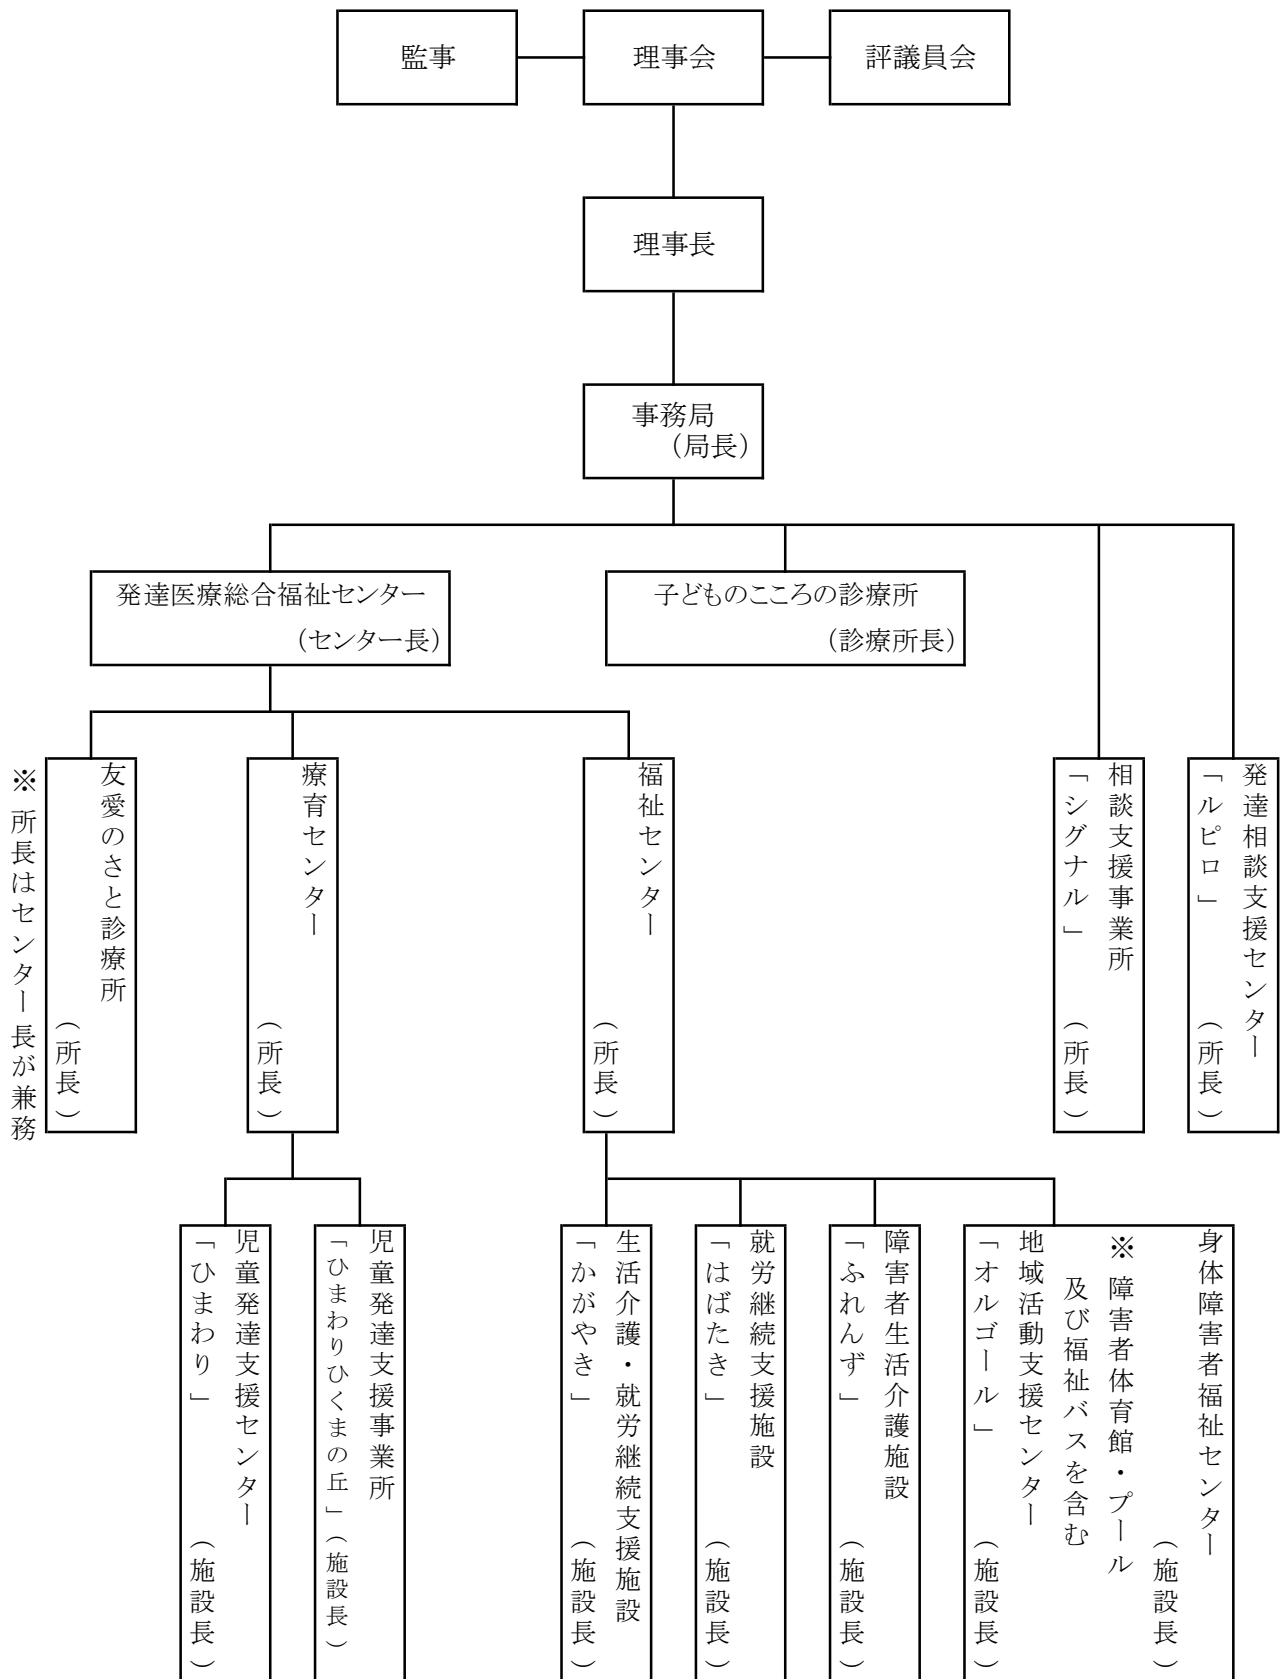 監事
理事会
評議員会
理事長
事務局
（局長）
発達医療総合福祉センター
（センター長）
子どものこころの診療所
（診療所長）
発達相談支援センター
「ルピロ」（所長）
相談支援事業所
「シグナル」（所長）
福祉センター
（所長）
療育センター
（所長）
友愛のさと診療所
（所長）
※所長はセンター長が兼務
身体障害者福祉センター
（施設長）
※障害者体育館・プール
及び福祉バスを含む
地域活動支援センター
「オルゴール」（施設長）
障害者生活介護施設
「ふれんず」（施設長）
就労継続支援施設
「はばたき」（施設長）
生活介護・就労継続支援施設
「かがやき」（施設長）
児童発達支援事業所
「ひまわりひくまの丘」（施設長）
児童発達支援センター
「ひまわり」（施設長）